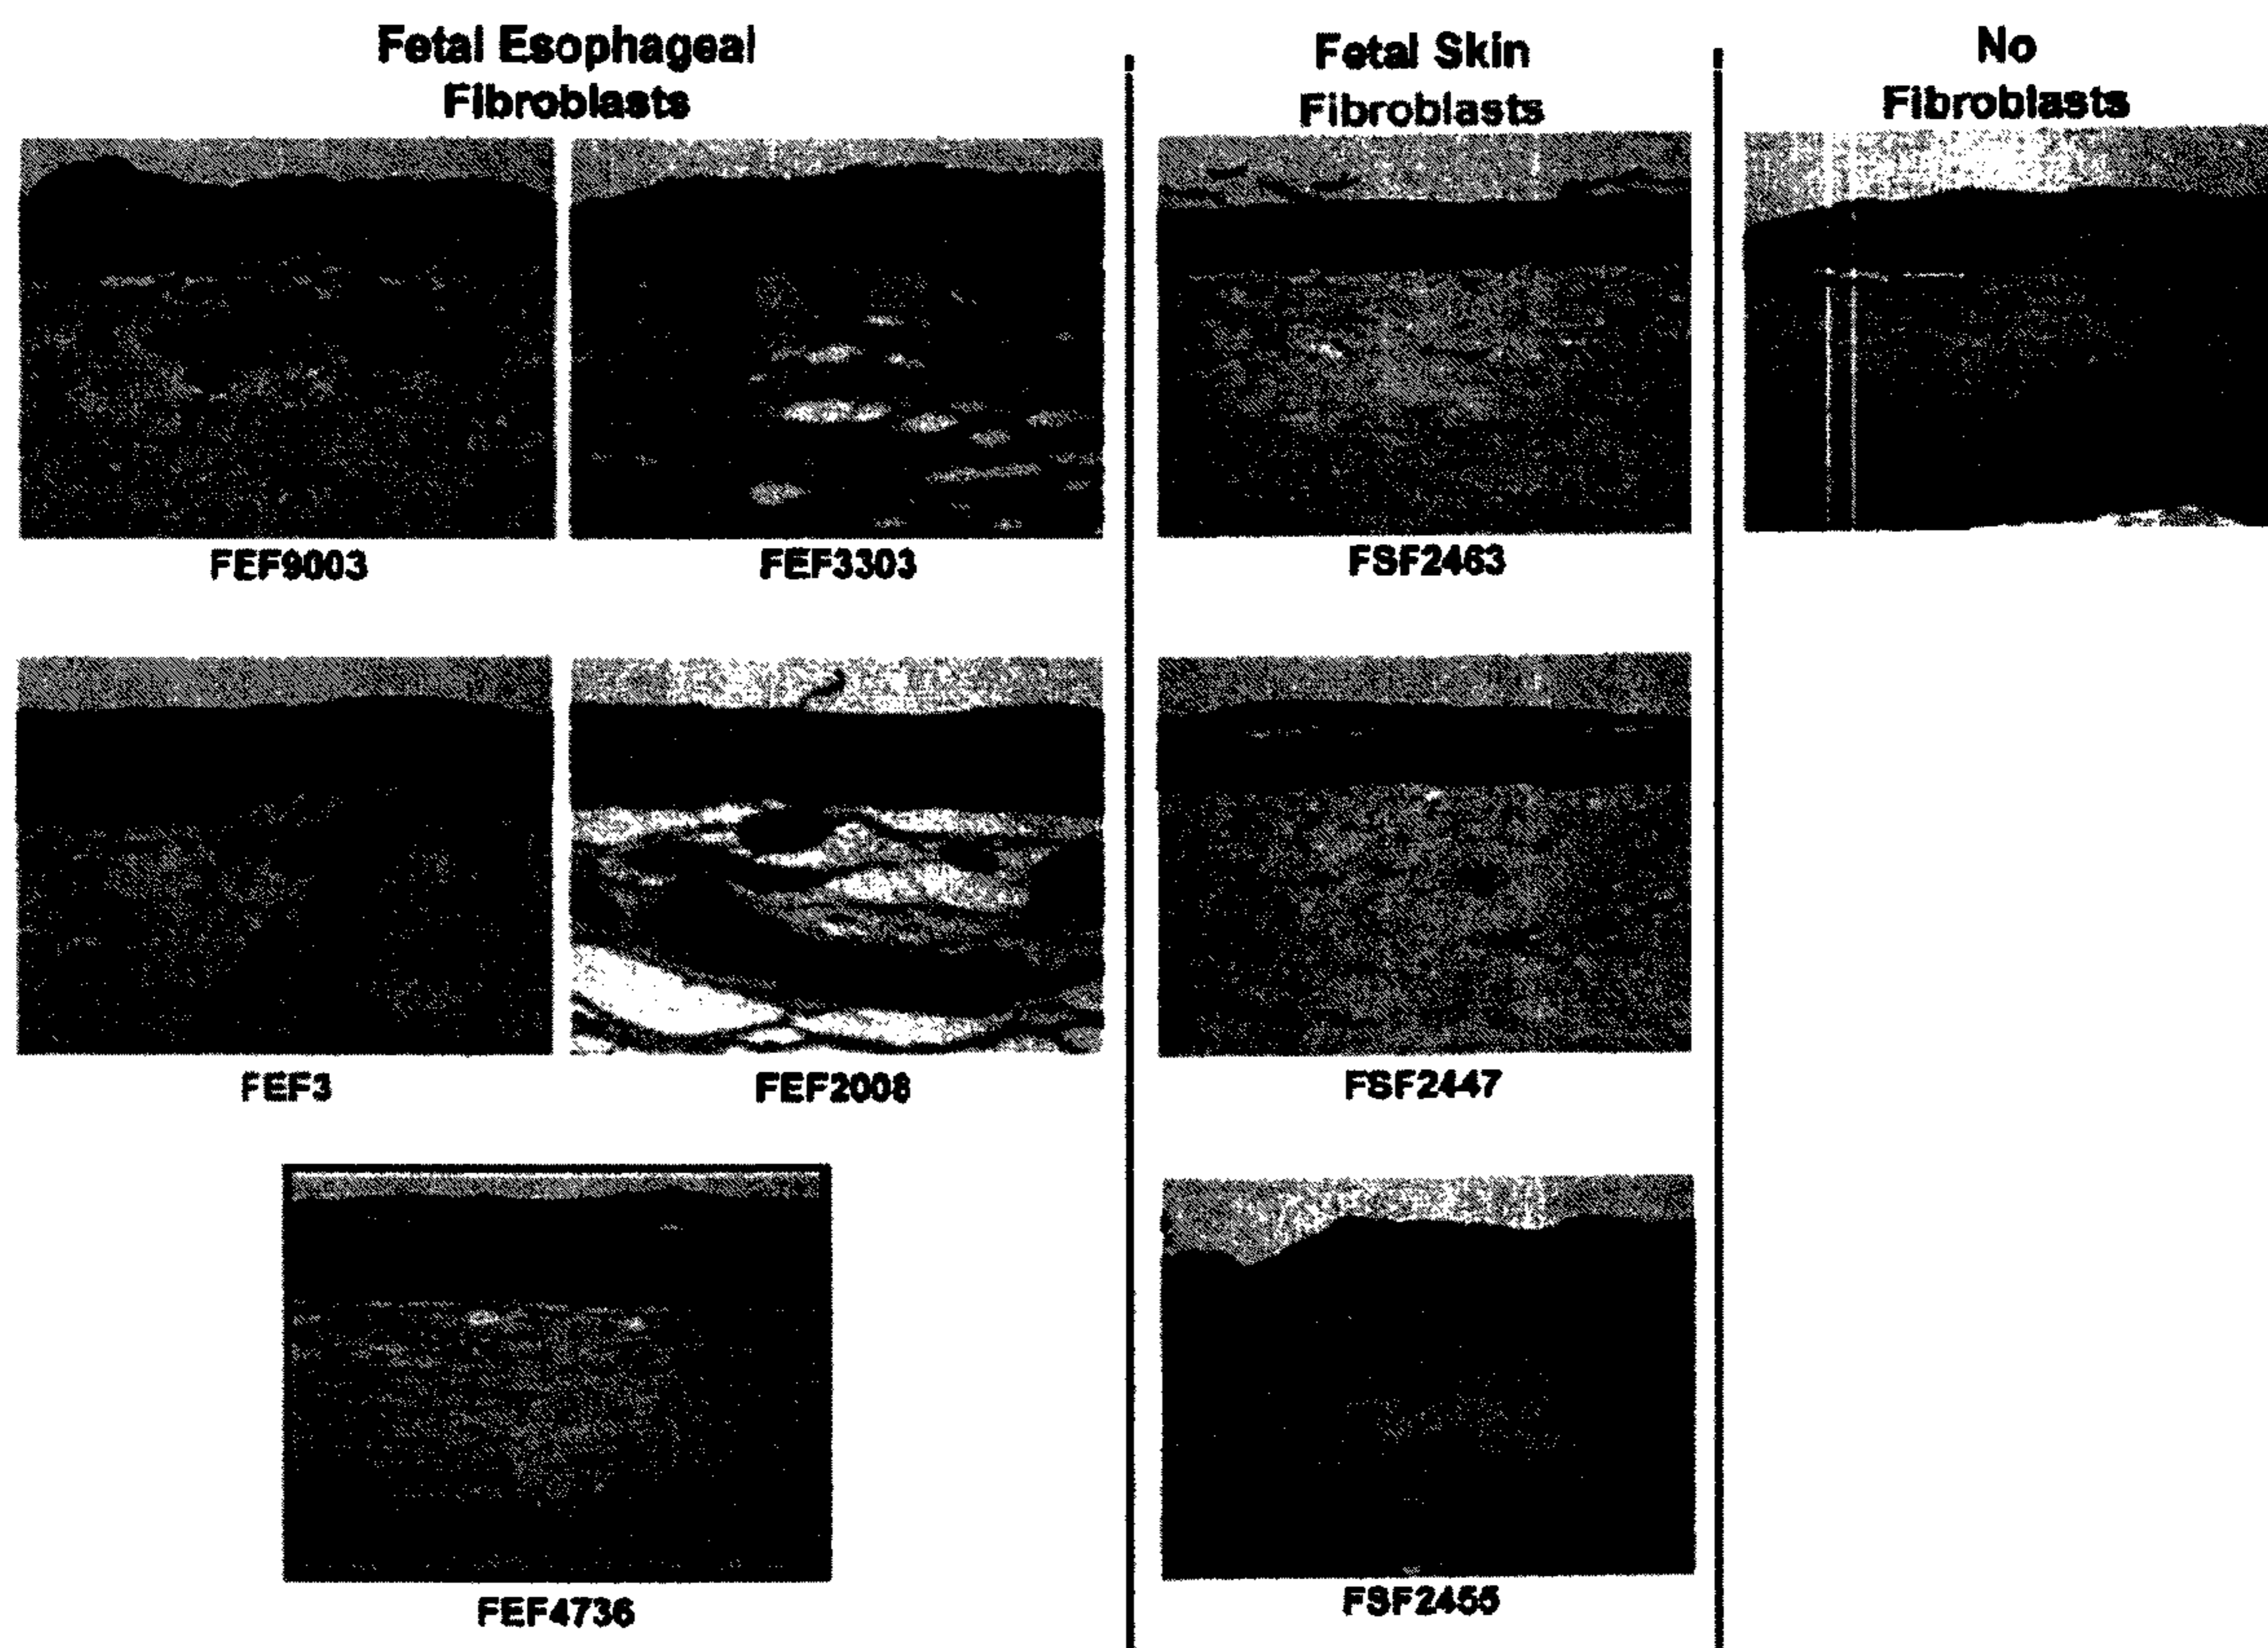 Fetal Esophageal
Fibroblasts
Fetal Skin
Fibroblasts
No
Fibroblasts
FEF9003
FEF3303
FSF2463
FEF3
FEF2008
FSF2447
FEF4736
FSF2455